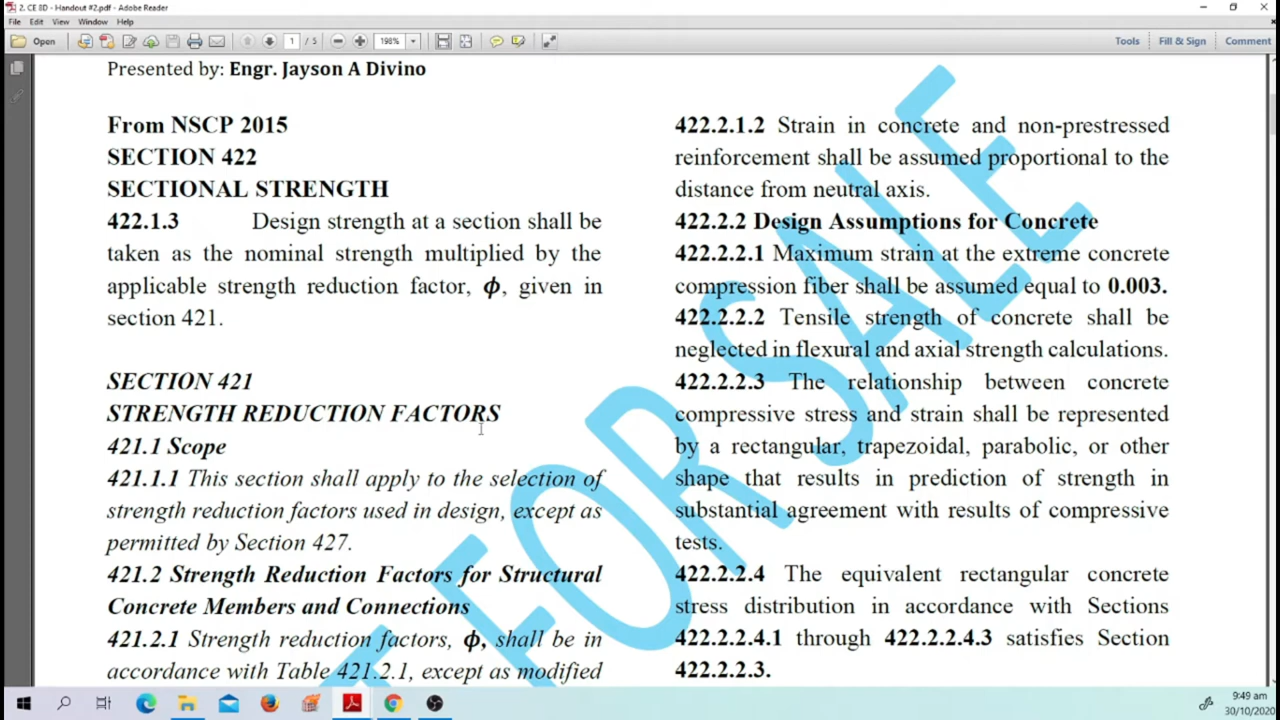 2. CE 8D - Handout #2.pdf - Adobe Reader
File Edit View Window Help
Open 1 / 5 198% Tools Fill & Sign Comment
Presented by: Engr. Jayson A Divino
From NSCP 2015
SECTION 422
SECTIONAL STRENGTH
422.1.3 Design strength at a section shall be
taken as the nominal strength multiplied by the
applicable strength reduction factor, ϕ, given in
section 421.
SECTION 421
STRENGTH REDUCTION FACTORS
421.1 Scope
421.1.1 This section shall apply to the selection of
strength reduction factors used in design, except as
permitted by Section 427.
421.2 Strength Reduction Factors for Structural
Concrete Members and Connections
421.2.1 Strength reduction factors, ϕ, shall be in
accordance with Table 421.2.1, except as modified
422.2.1.2 Strain in concrete and non-prestressed
reinforcement shall be assumed proportional to the
distance from neutral axis.
422.2.2 Design Assumptions for Concrete
422.2.2.1 Maximum strain at the extreme concrete
compression fiber shall be assumed equal to 0.003.
422.2.2.2 Tensile strength of concrete shall be
neglected in flexural and axial strength calculations.
422.2.2.3 The relationship between concrete
compressive stress and strain shall be represented
by a rectangular, trapezoidal, parabolic, or other
shape that results in prediction of strength in
substantial agreement with results of compressive
tests.
422.2.2.4 The equivalent rectangular concrete
stress distribution in accordance with Sections
422.2.2.4.1 through 422.2.2.4.3 satisfies Section
422.2.2.3.
FOR SALE
9:49 am
30/10/2020